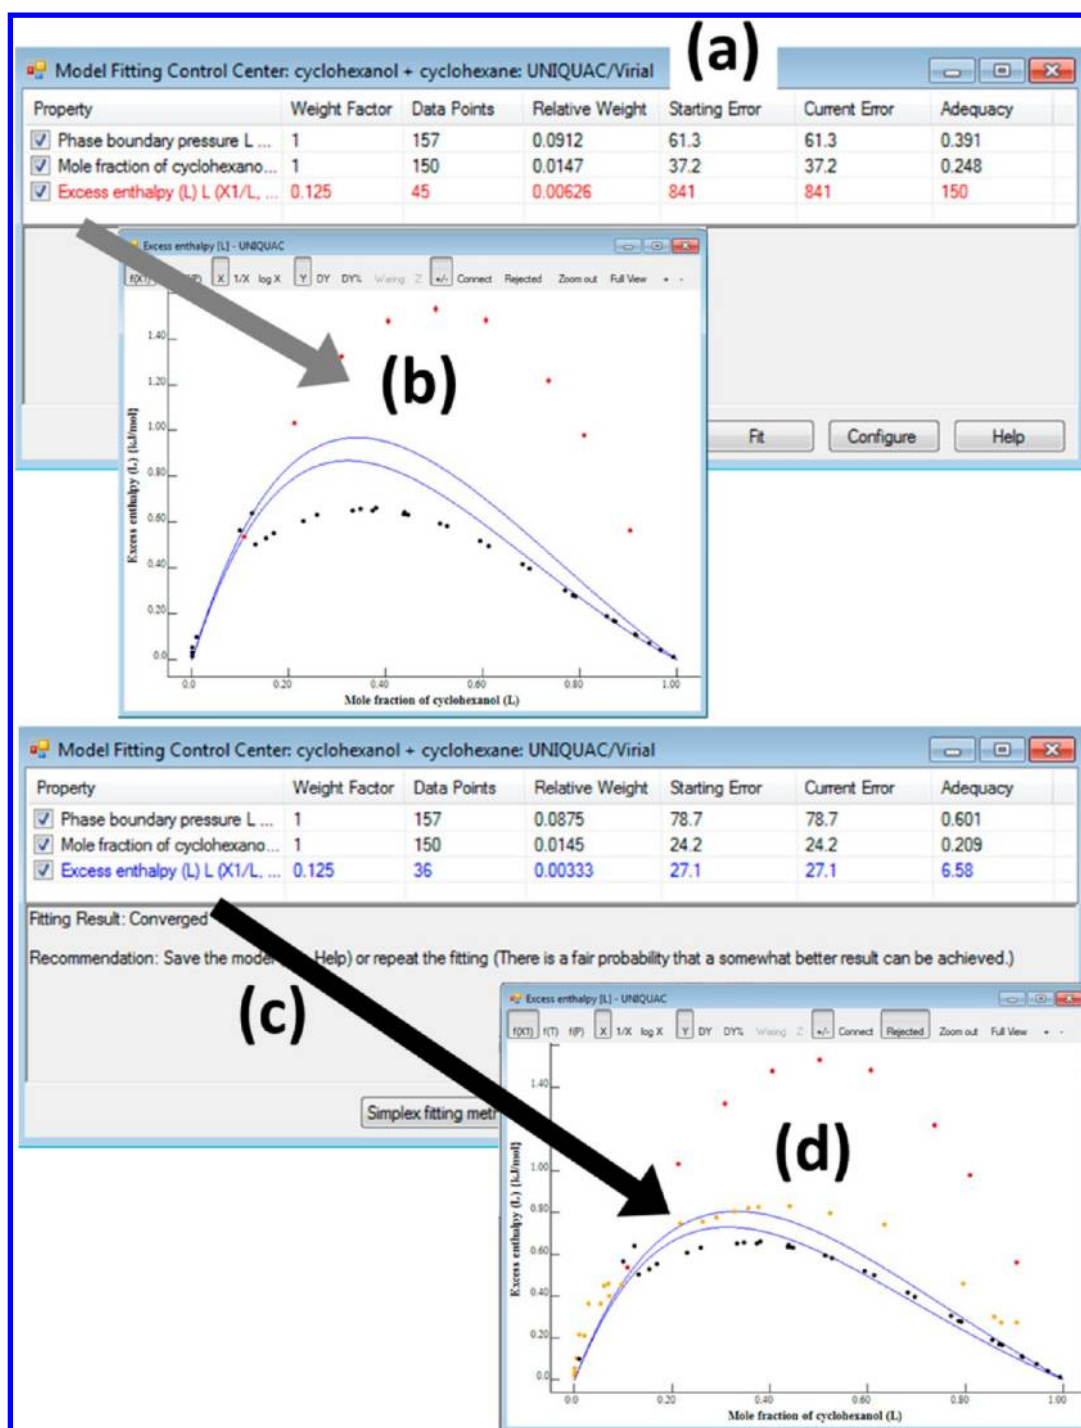 (a)
Model Fitting Control Center: cyclohexanol + cyclohexane: UNIQUAC/Virial
Property Weight Factor Data Points Relative Weight Starting Error Current Error Adequacy
Phase boundary pressure L ... 1 157 0.0912 61.3 61.3 0.391
Mole fraction of cyclohexano... 1 150 0.0147 37.2 37.2 0.248
Excess enthalpy (L) L (X1/L, ... 0.125 45 0.00626 841 841 150
Excess enthalpy [L] - UNIQUAC
f(X1) X 1/X log X Y DY DY% Z +/- Connect Rejected Zoom out Full View + -
1.40
1.20
1.00
0.80
0.60
0.40
0.20
0.0
Excess enthalpy (L) {kJ/mol}
(b)
0.0 0.20 0.40 0.60 0.80 1.00
Mole fraction of cyclohexanol (L)
Fit Configure Help
Model Fitting Control Center: cyclohexanol + cyclohexane: UNIQUAC/Virial
Property Weight Factor Data Points Relative Weight Starting Error Current Error Adequacy
Phase boundary pressure L ... 1 157 0.0875 78.7 78.7 0.601
Mole fraction of cyclohexano... 1 150 0.0145 24.2 24.2 0.209
Excess enthalpy (L) L (X1/L, ... 0.125 36 0.00333 27.1 27.1 6.58
Fitting Result: Converged
Recommendation: Save the model Help) or repeat the fitting (There is a fair probability that a somewhat better result can be achieved.)
(c)
Simplex fitting meth
Excess enthalpy [L] - UNIQUAC
f(X1) f(T) f(P) X 1/X log X Y DY DY% Z +/- Connect Rejected Zoom out Full View + -
1.40
1.00
0.80
0.60
0.40
0.20
0.0
Excess enthalpy (L) {kJ/mol}
(d)
0.0 0.20 0.40 0.60 0.80 1.00
Mole fraction of cyclohexanol (L)